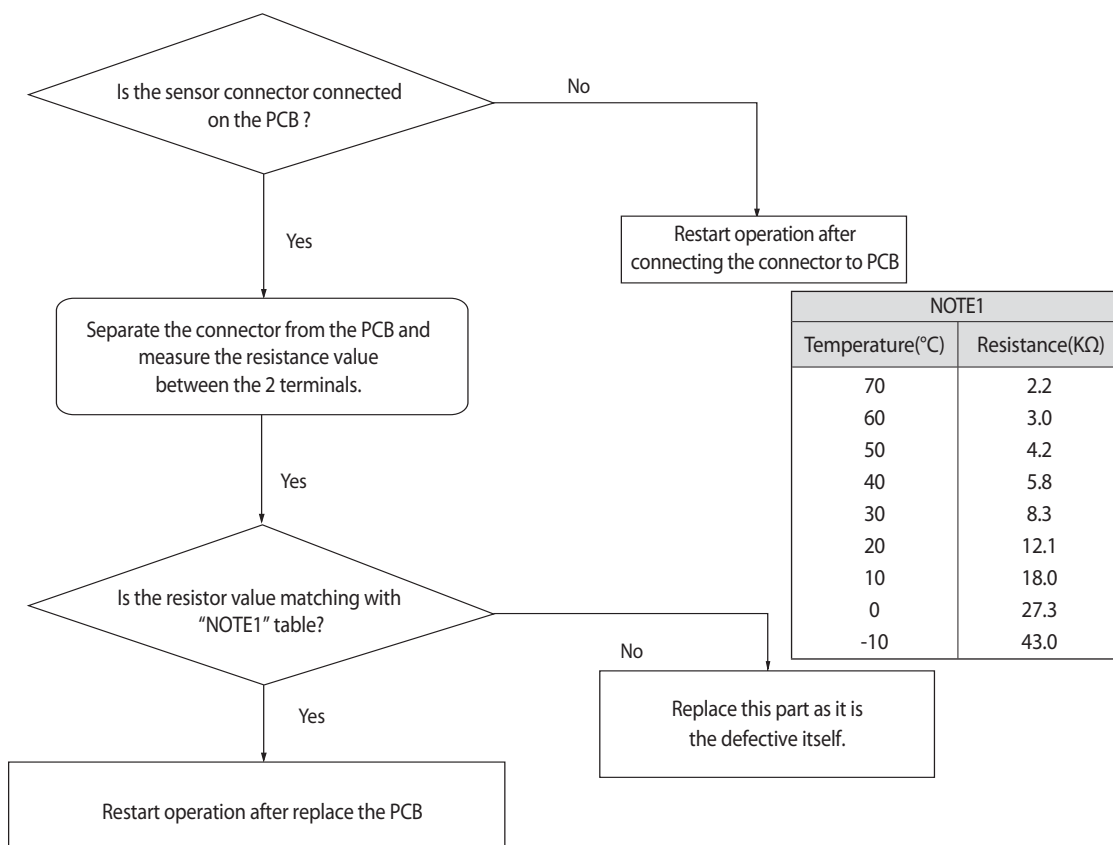 Is the sensor connector connected
on the PCB ?
No
Yes
Restart operation after
connecting the connector to PCB
Separate the connector from the PCB and
measure the resistance value
between the 2 terminals.
NOTE1
Temperature(°C) Resistance(KΩ)
70 2.2
60 3.0
50 4.2
40 5.8
30 8.3
20 12.1
10 18.0
0 27.3
-10 43.0
Yes
Is the resistor value matching with
“NOTE1” table?
No
Yes
Replace this part as it is
the defective itself.
Restart operation after replace the PCB